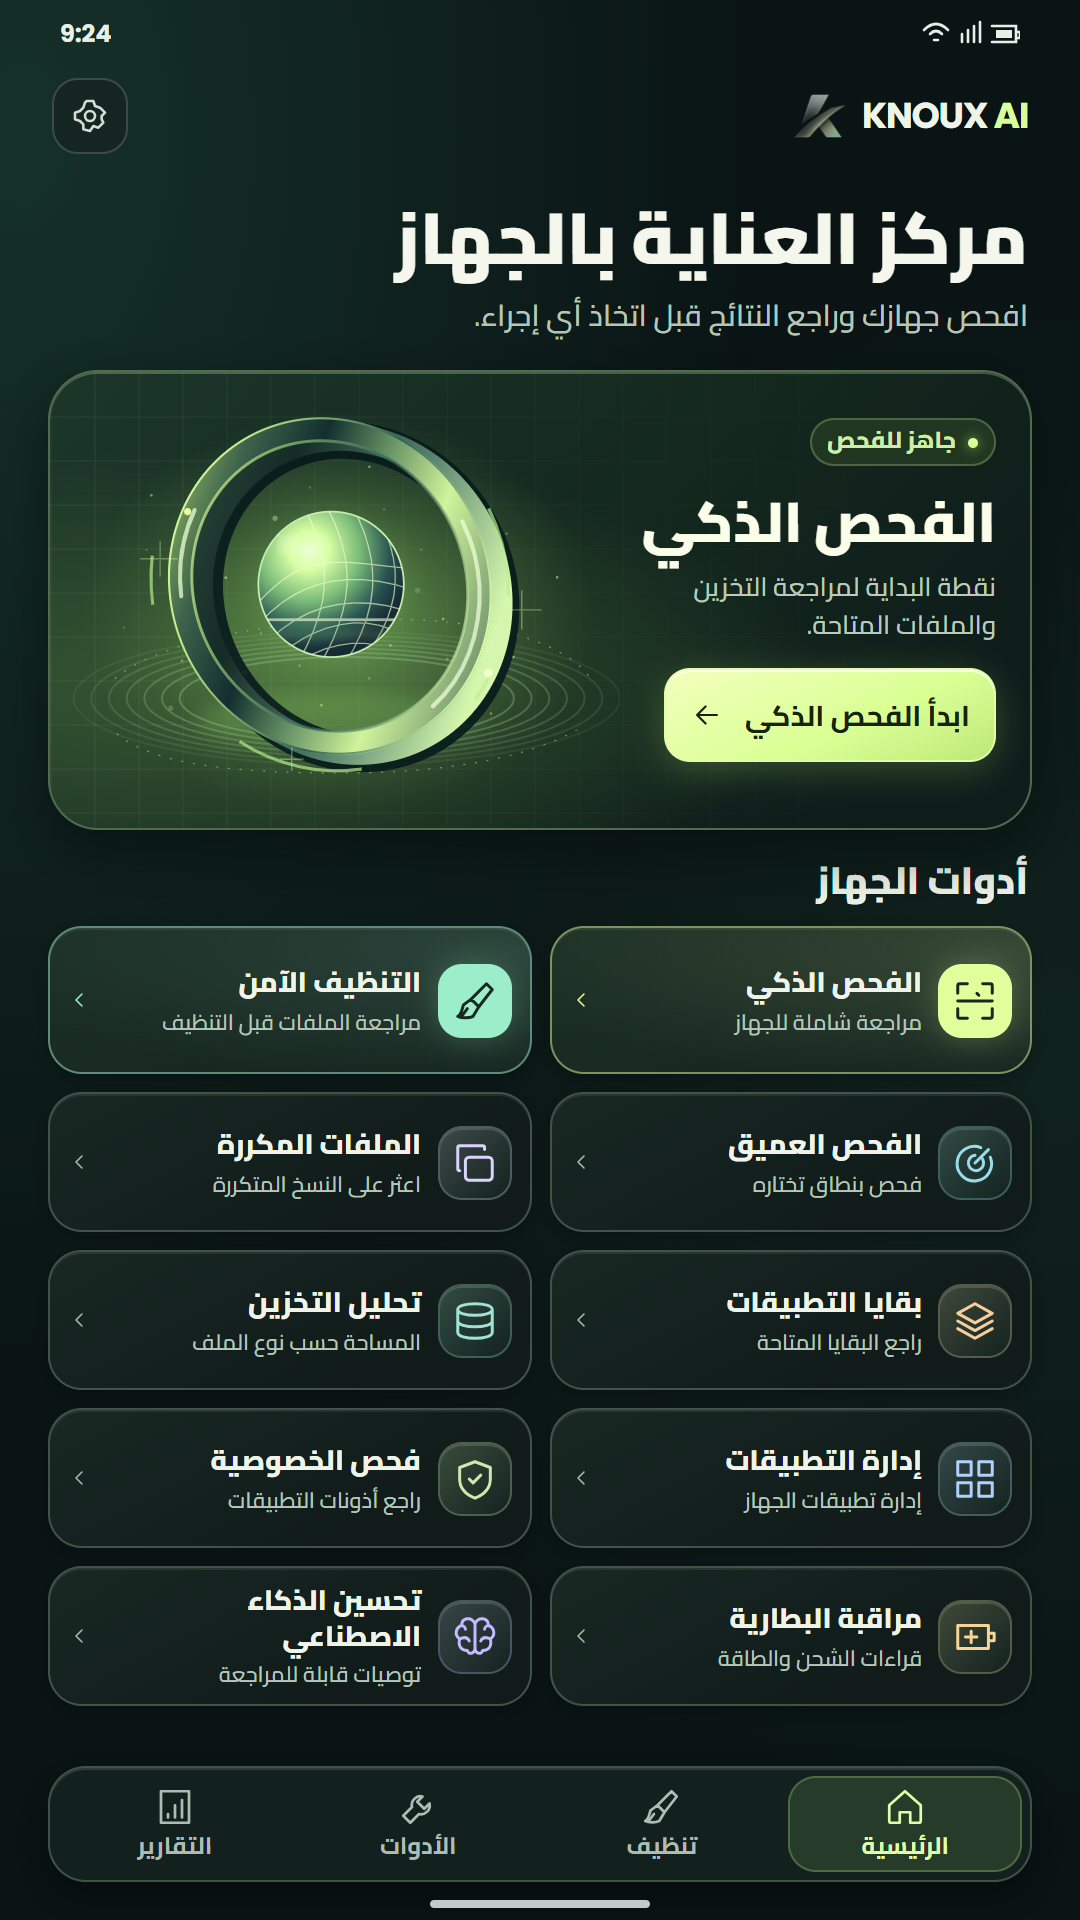 9:24
KNOUX AI
مركز العناية بالجهاز
افحص جهازك وراجع النتائج قبل اتخاذ أي إجراء.
جاهز للفحص
الفحص الذكي
نقطة البداية لمراجعة التخزين
والملفات المتاحة.
ابدأ الفحص الذكي
أدوات الجهاز
الفحص الذكي
مراجعة شاملة للجهاز
التنظيف الآمن
مراجعة الملفات قبل التنظيف
الفحص العميق
فحص بنطاق تختاره
الملفات المكررة
اعثر على النسخ المتكررة
بقايا التطبيقات
راجع البقايا المتاحة
تحليل التخزين
المساحة حسب نوع الملف
إدارة التطبيقات
إدارة تطبيقات الجهاز
فحص الخصوصية
راجع أذونات التطبيقات
مراقبة البطارية
قراءات الشحن والطاقة
تحسين الذكاء
الاصطناعي
توصيات قابلة للمراجعة
الرئيسية
تنظيف
الأدوات
التقارير